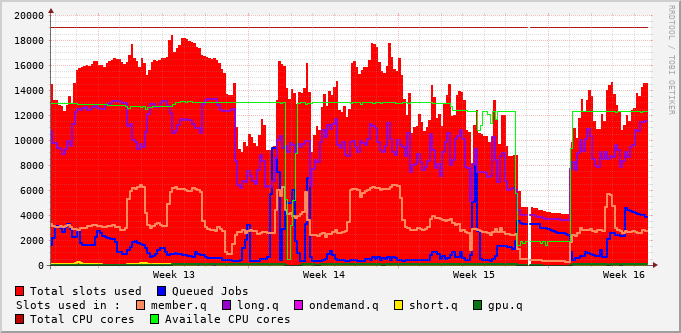 20000
18000
16000
14000
12000
10000
8000
6000
4000
2000
0
RRDTOOL / TOBI OETIKER
Week 13 Week 14 Week 15 Week 16
Total slots used Queued Jobs
Slots used in : member.q long.q ondemand.q short.q gpu.q
Total CPU cores Availale CPU cores